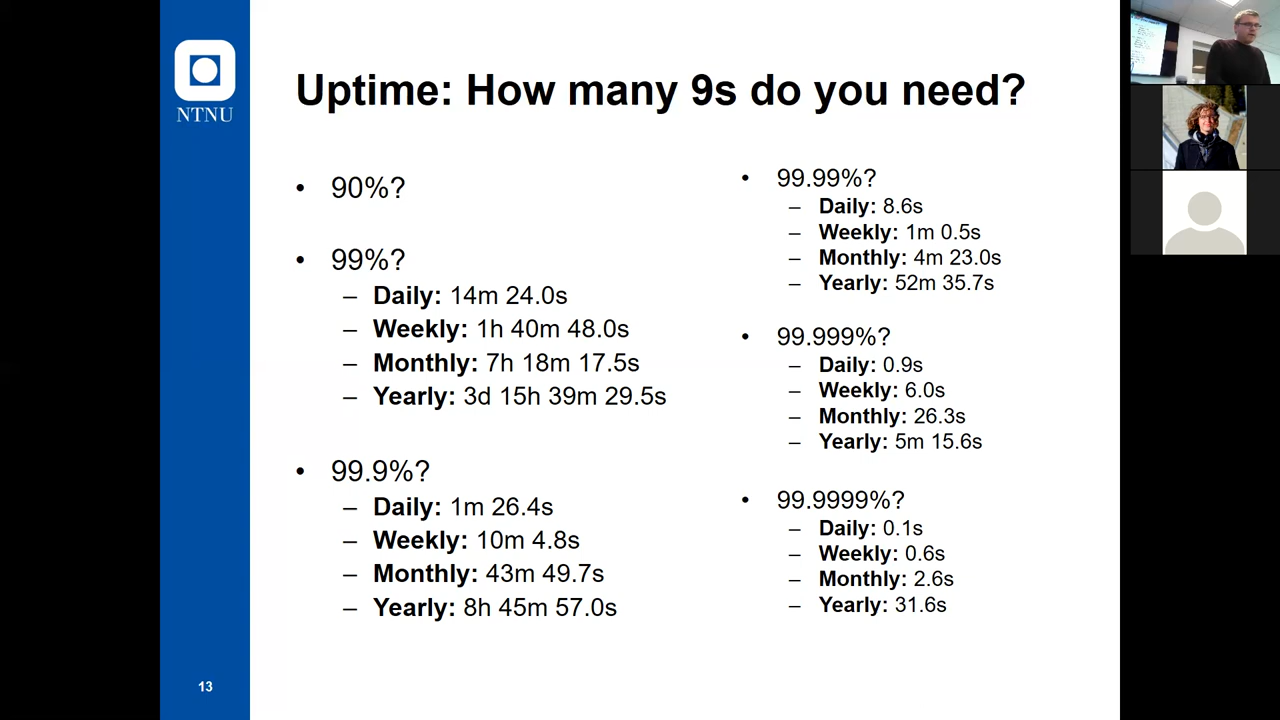 NTNU
Uptime: How many 9s do you need?
• 90%?
• 99%?
– Daily: 14m 24.0s
– Weekly: 1h 40m 48.0s
– Monthly: 7h 18m 17.5s
– Yearly: 3d 15h 39m 29.5s
• 99.9%?
– Daily: 1m 26.4s
– Weekly: 10m 4.8s
– Monthly: 43m 49.7s
– Yearly: 8h 45m 57.0s
• 99.99%?
– Daily: 8.6s
– Weekly: 1m 0.5s
– Monthly: 4m 23.0s
– Yearly: 52m 35.7s
• 99.999%?
– Daily: 0.9s
– Weekly: 6.0s
– Monthly: 26.3s
– Yearly: 5m 15.6s
• 99.9999%?
– Daily: 0.1s
– Weekly: 0.6s
– Monthly: 2.6s
– Yearly: 31.6s
13